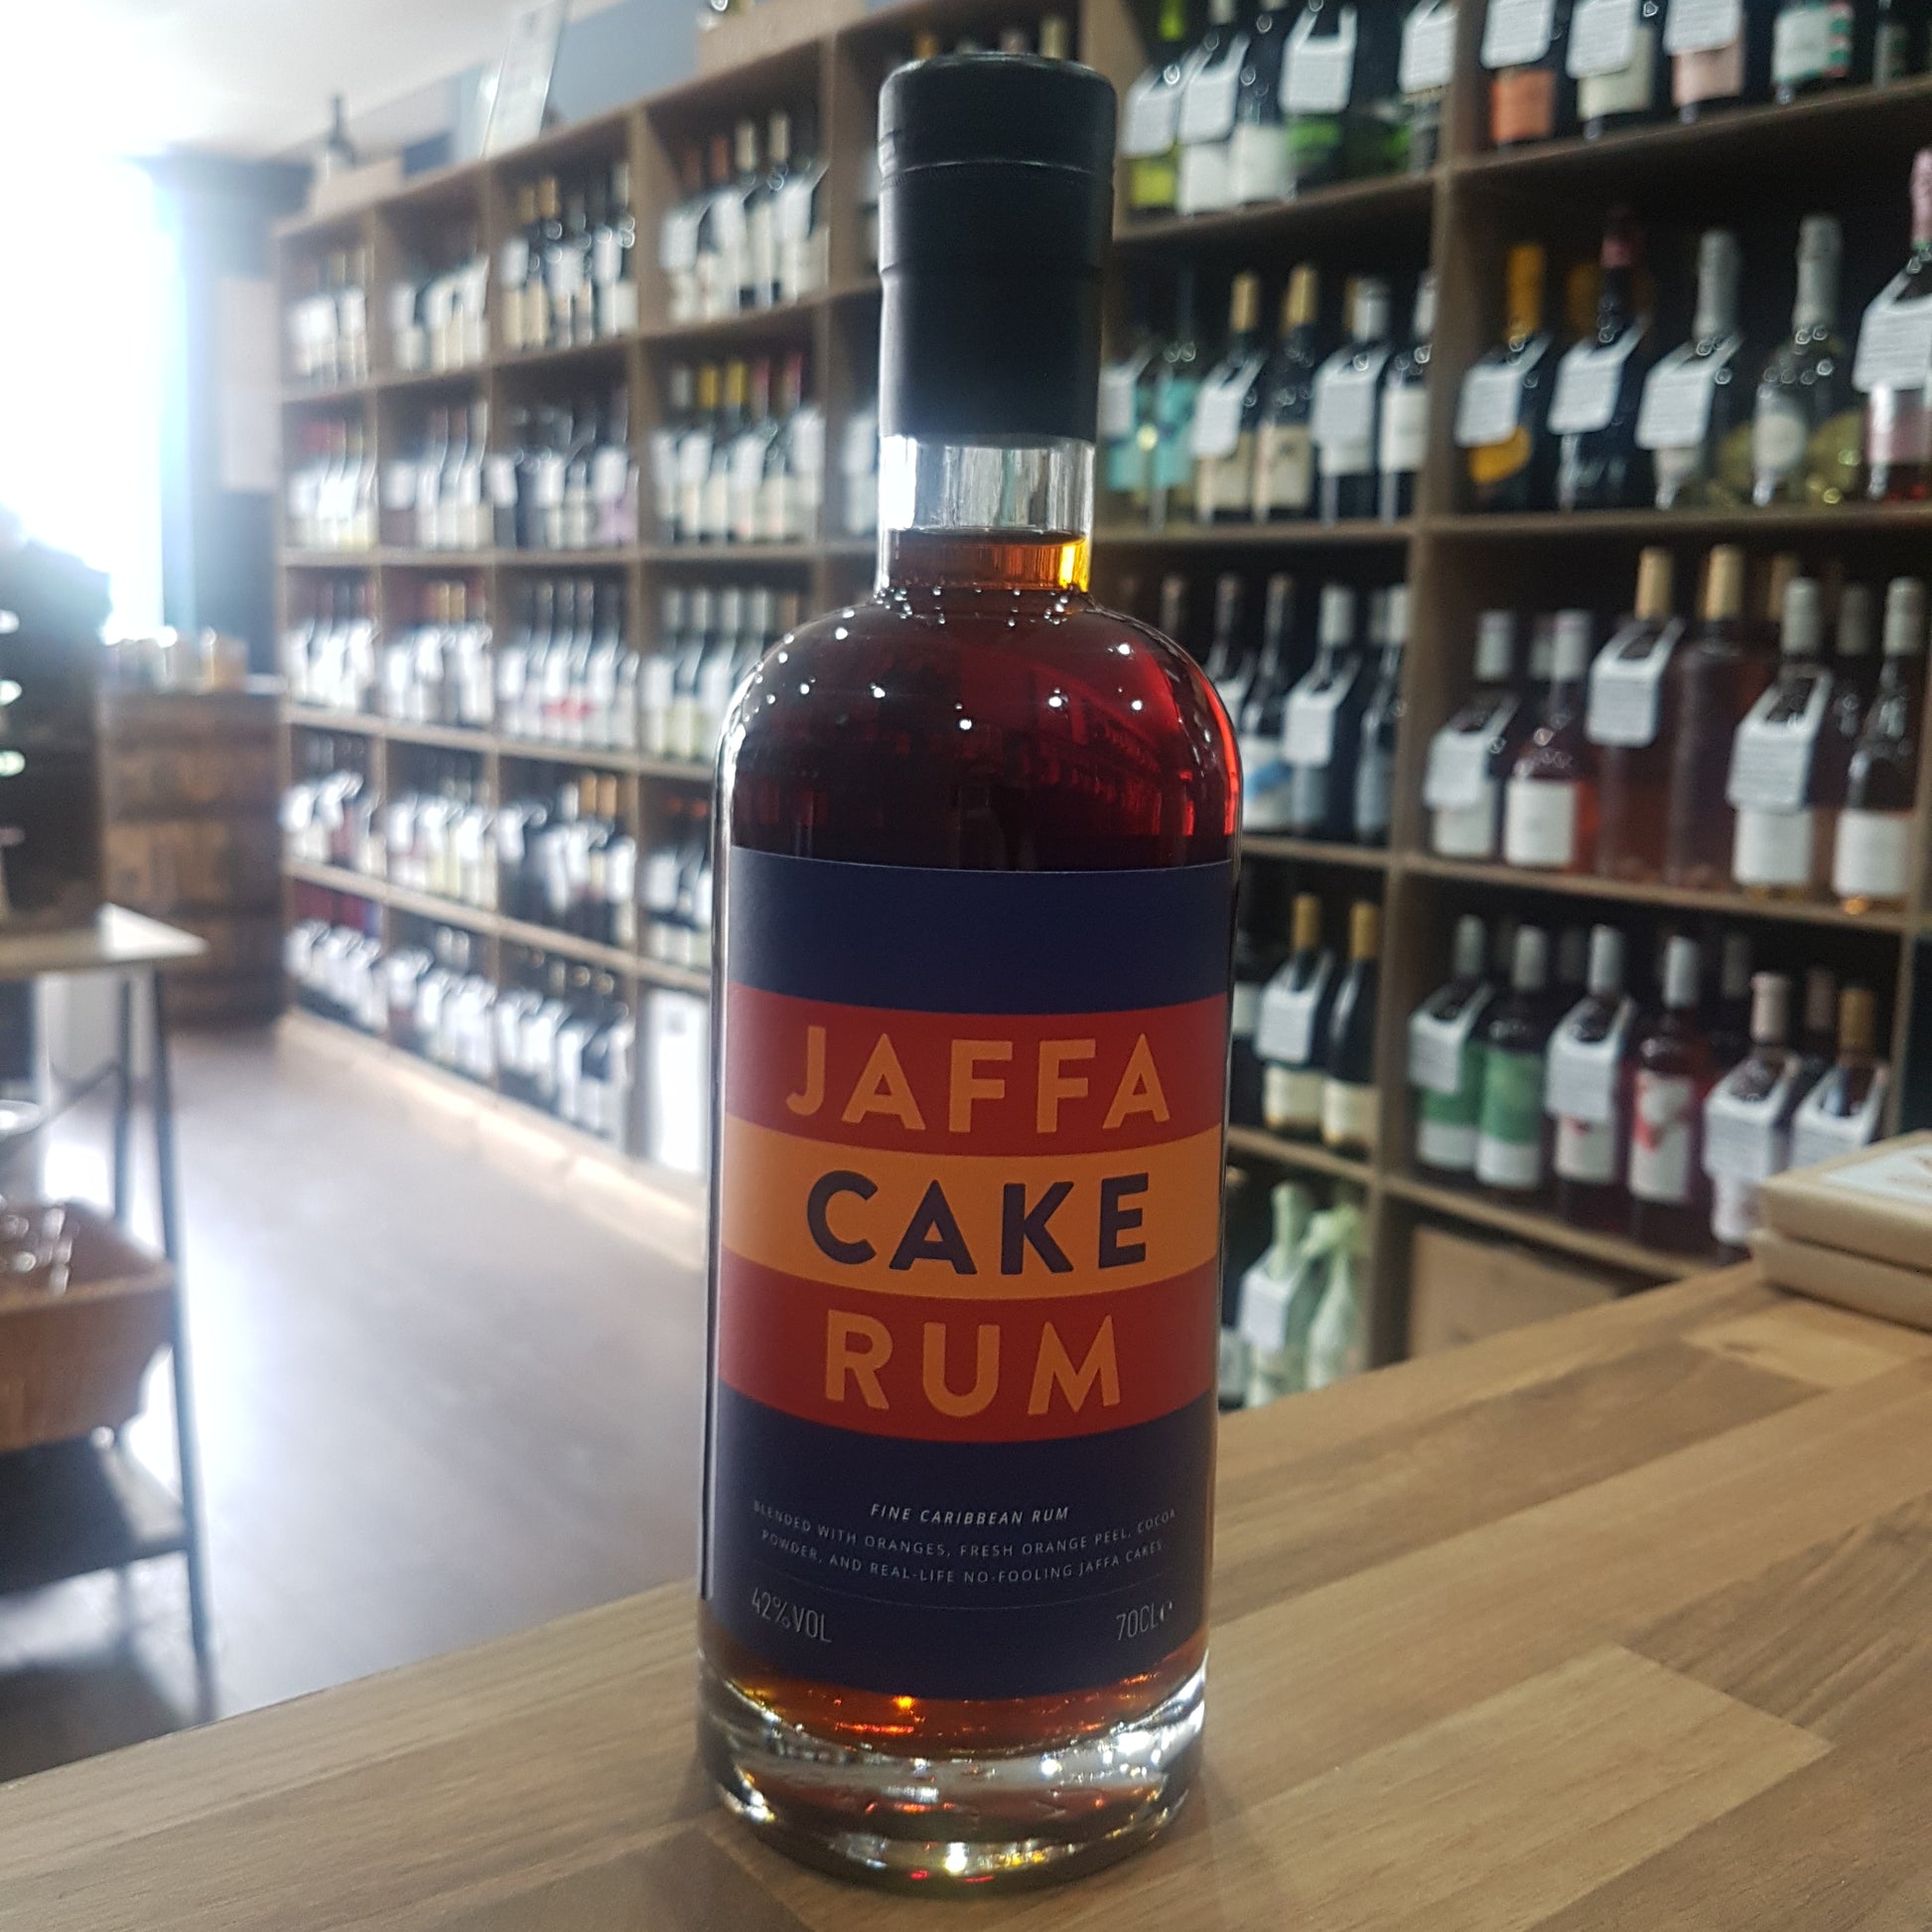 JAFFA
CAKE
RUM
FINE CARIBBEAN RUM
BLENDED WITH ORANGES, FRESH ORANGE PEEL, COCOA
POWDER, AND REAL-LIFE NO-FOOLING JAFFA CAKES
42%VOL 70CL℮